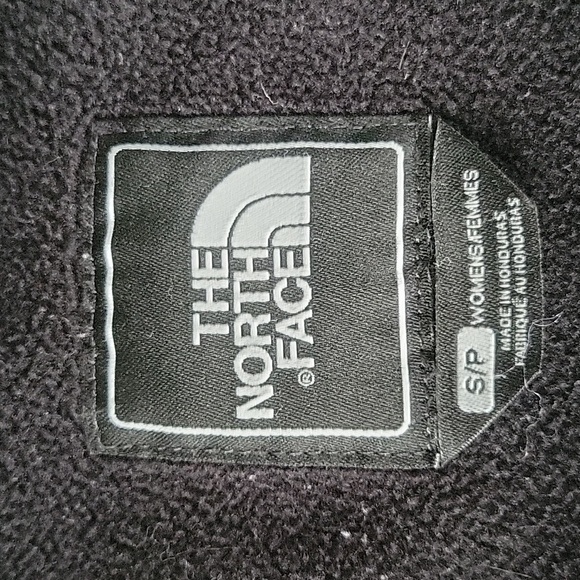 THE
NORTH
FACE
®
S/P
WOMENS/FEMMES
MADE IN HONDURAS
FABRIQUE AU HONDURAS